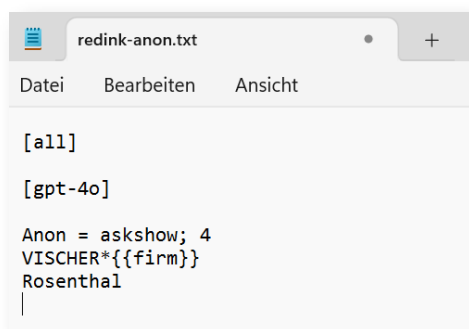 redink-anon.txt
Datei Bearbeiten Ansicht
[all]
[gpt-4o]
Anon = askshow; 4
VISCHER*{{firm}}
Rosenthal